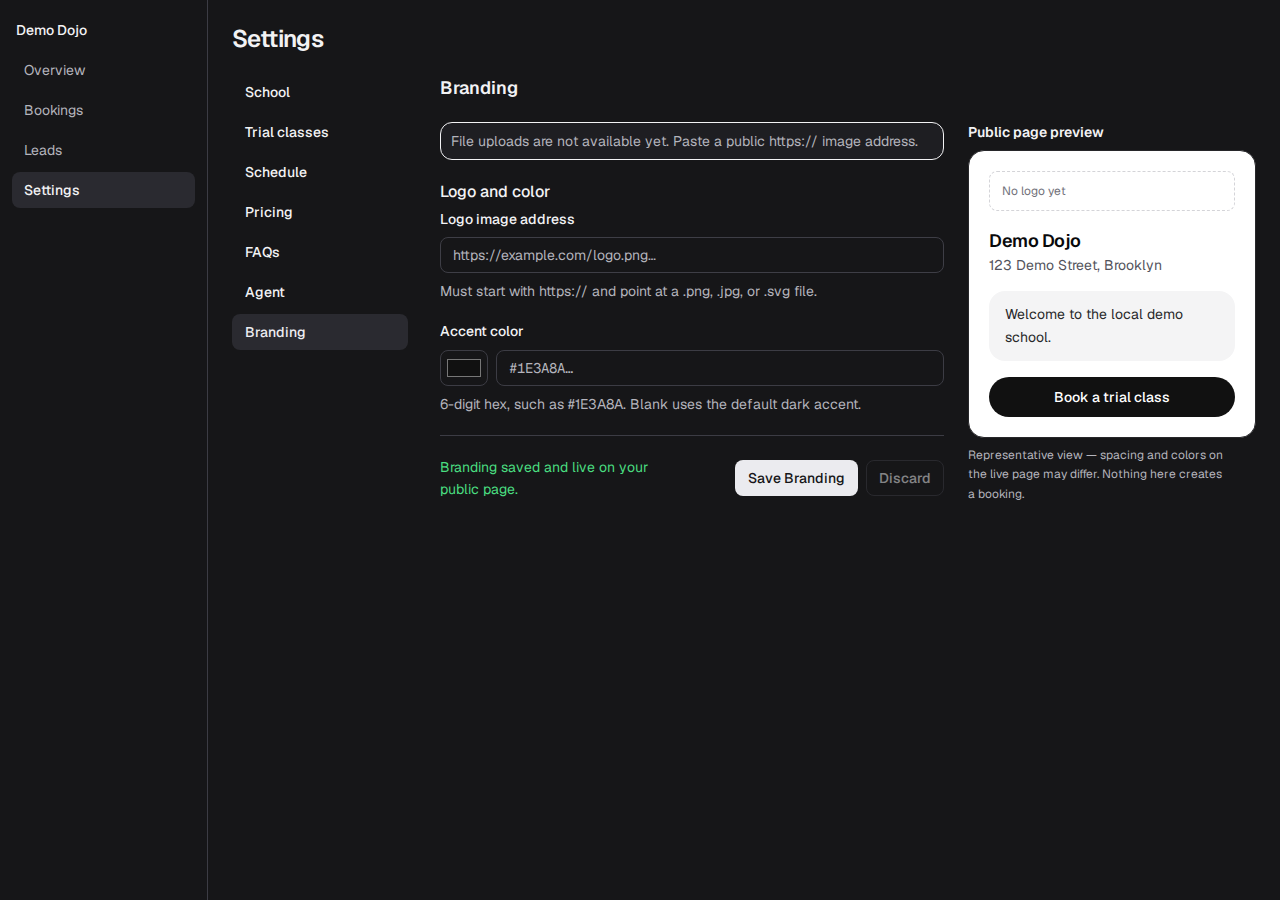 Demo Dojo
Overview
Bookings
Leads
Settings
Settings
School
Trial classes
Schedule
Pricing
FAQs
Agent
Branding
Branding
File uploads are not available yet. Paste a public https:// image address.
Logo and color
Logo image address
https://example.com/logo.png…
Must start with https:// and point at a .png, .jpg, or .svg file.
Accent color
#1E3A8A…
6-digit hex, such as #1E3A8A. Blank uses the default dark accent.
Branding saved and live on your
public page.
Save Branding
Discard
Public page preview
No logo yet
Demo Dojo
123 Demo Street, Brooklyn
Welcome to the local demo
school.
Book a trial class
Representative view — spacing and colors on
the live page may differ. Nothing here creates
a booking.